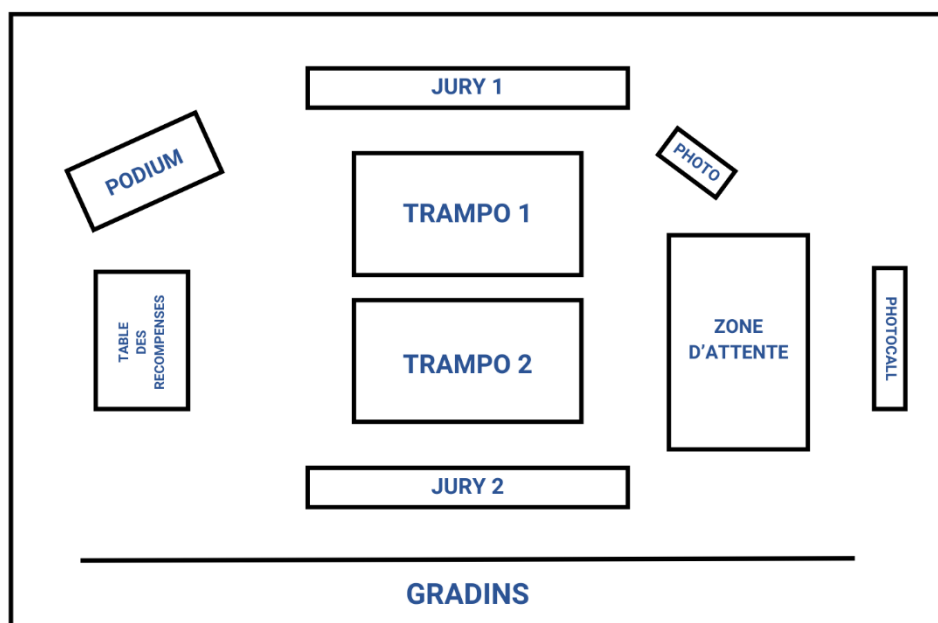 JURY 1
PODIUM
PHOTO
TRAMPO 1
TABLE
DES
RECOMPENSES
TRAMPO 2
ZONE
D'ATTENTE
PHOTOCALL
JURY 2
GRADINS